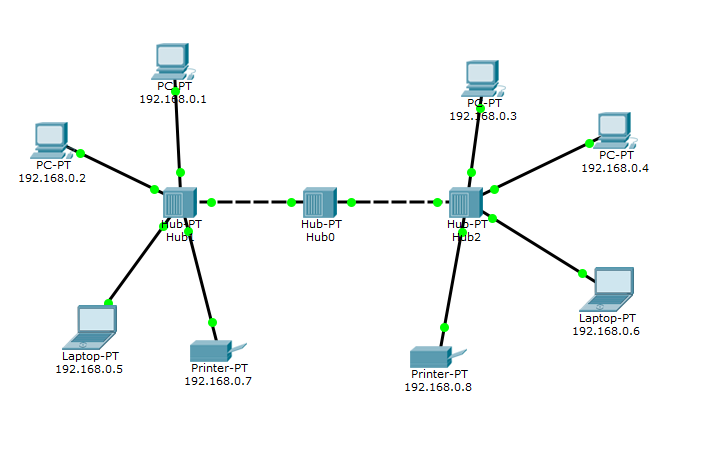 PC-PT
192.168.0.1
PC-PT
192.168.0.3
PC-PT
192.168.0.2
PC-PT
192.168.0.4
Hub-PT
Hub1
Hub-PT
Hub0
Hub-PT
Hub2
Laptop-PT
192.168.0.5
Printer-PT
192.168.0.7
Printer-PT
192.168.0.8
Laptop-PT
192.168.0.6